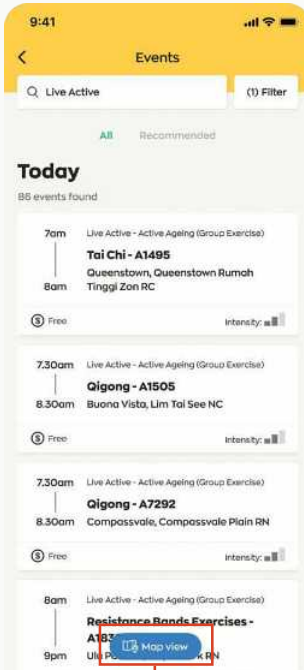 9:41
Events
Live Active
(1) Filter
All
Recommended
Today
86 events found
7am
Live Active - Active Ageing (Group Exercise)
Tai Chi - A1495
Queenstown, Queenstown Rumah
8am
Tinggi Zon RC
Free
Intensity:
7.30am
Live Active - Active Ageing (Group Exercise)
Qigong - A1505
8.30am
Buona Vista, Lim Tai See NC
Free
Intensity:
7.30am
Live Active - Active Ageing (Group Exercise)
Qigong - A7292
8.30am
Compassvale, Compassvale Plain RN
Free
Intensity:
8am
Live Active - Active Ageing (Group Exercise)
Resistance Bands Exercises -
Map view
9pm
RN